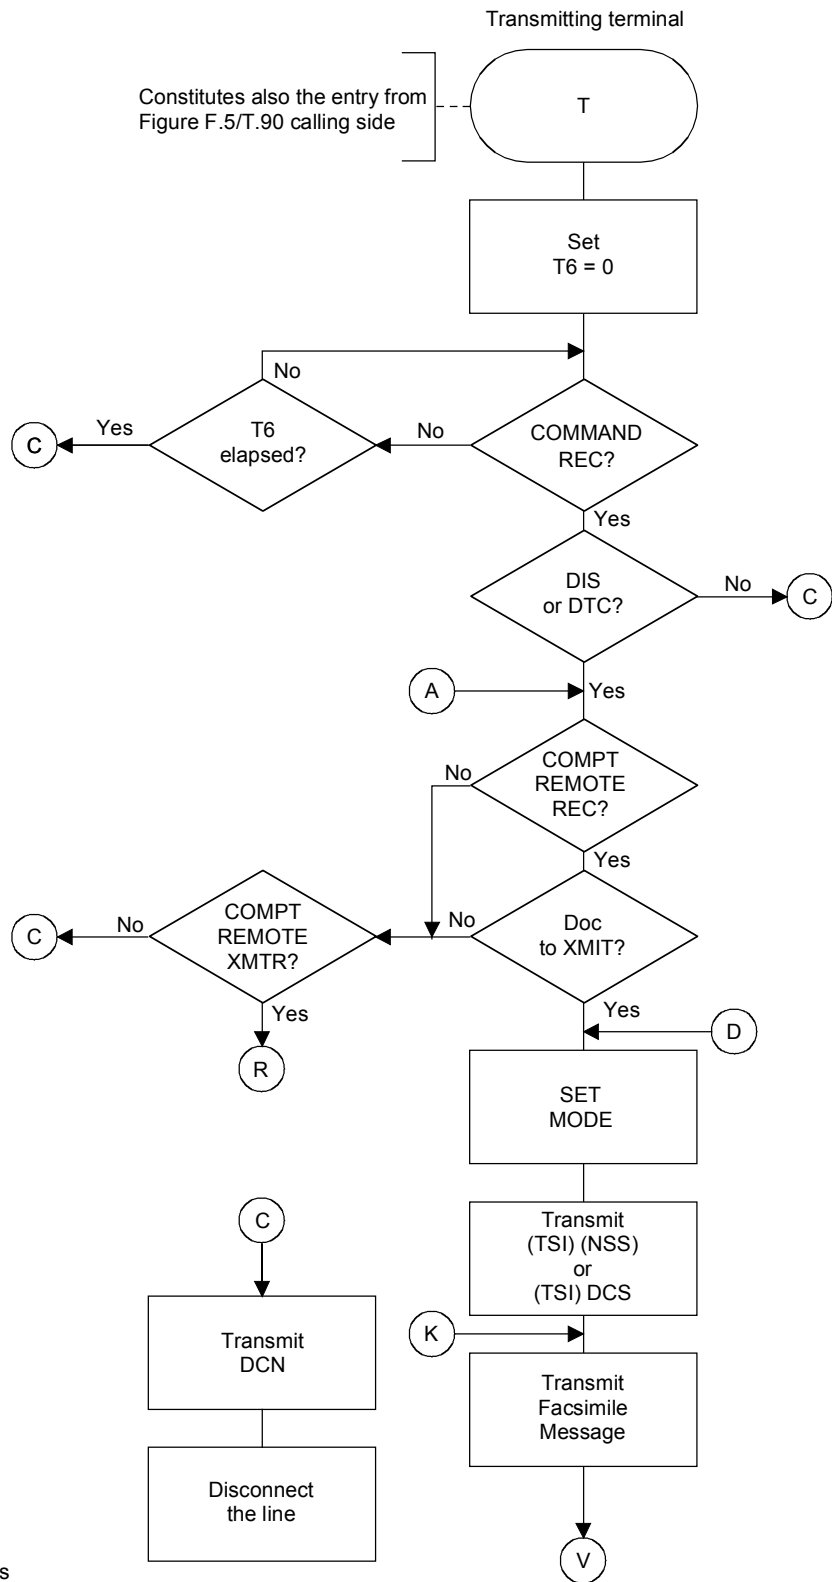 Transmitting terminal
Constitutes also the entry from
Figure F.5/T.90 calling side
T
Set
T6 = 0
No
Yes
C
T6
elapsed?
No
COMMAND
REC?
Yes
DIS
or DTC?
No
C
A
Yes
COMPT
REMOTE
REC?
No
Yes
C
No
COMPT
REMOTE
XMTR?
No
Doc
to XMIT?
Yes
Yes
R
D
SET
MODE
C
Transmit
(TSI) (NSS)
or
(TSI) DCS
K
Transmit
DCN
Transmit
Facsimile
Message
Disconnect
the line
V
s